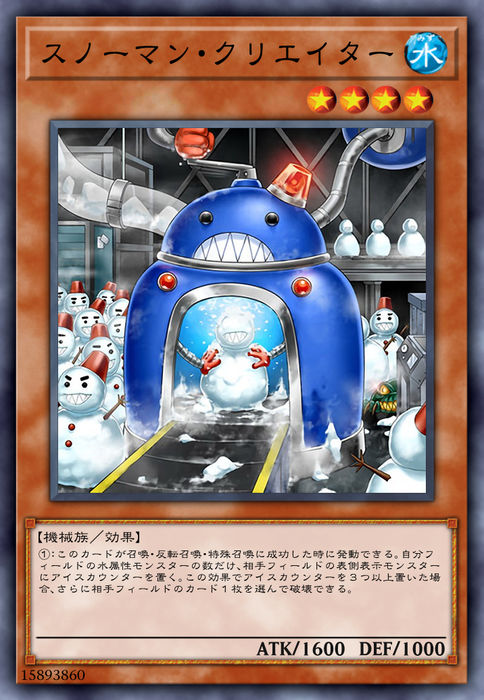 スノーマン・クリエイター
みず
水
【機械族／効果】
①:このカードが召喚・反転召喚・特殊召喚に成功した時に発動できる。自分フ
ィールドの水属性モンスターの数だけ、相手フィールドの表側表示モンスター
にアイスカウンターを置く。この効果でアイスカウンターを３つ以上置いた場
合、さらに相手フィールドのカード１枚を選んで破壊できる。
ATK/1600 DEF/1000
15893860